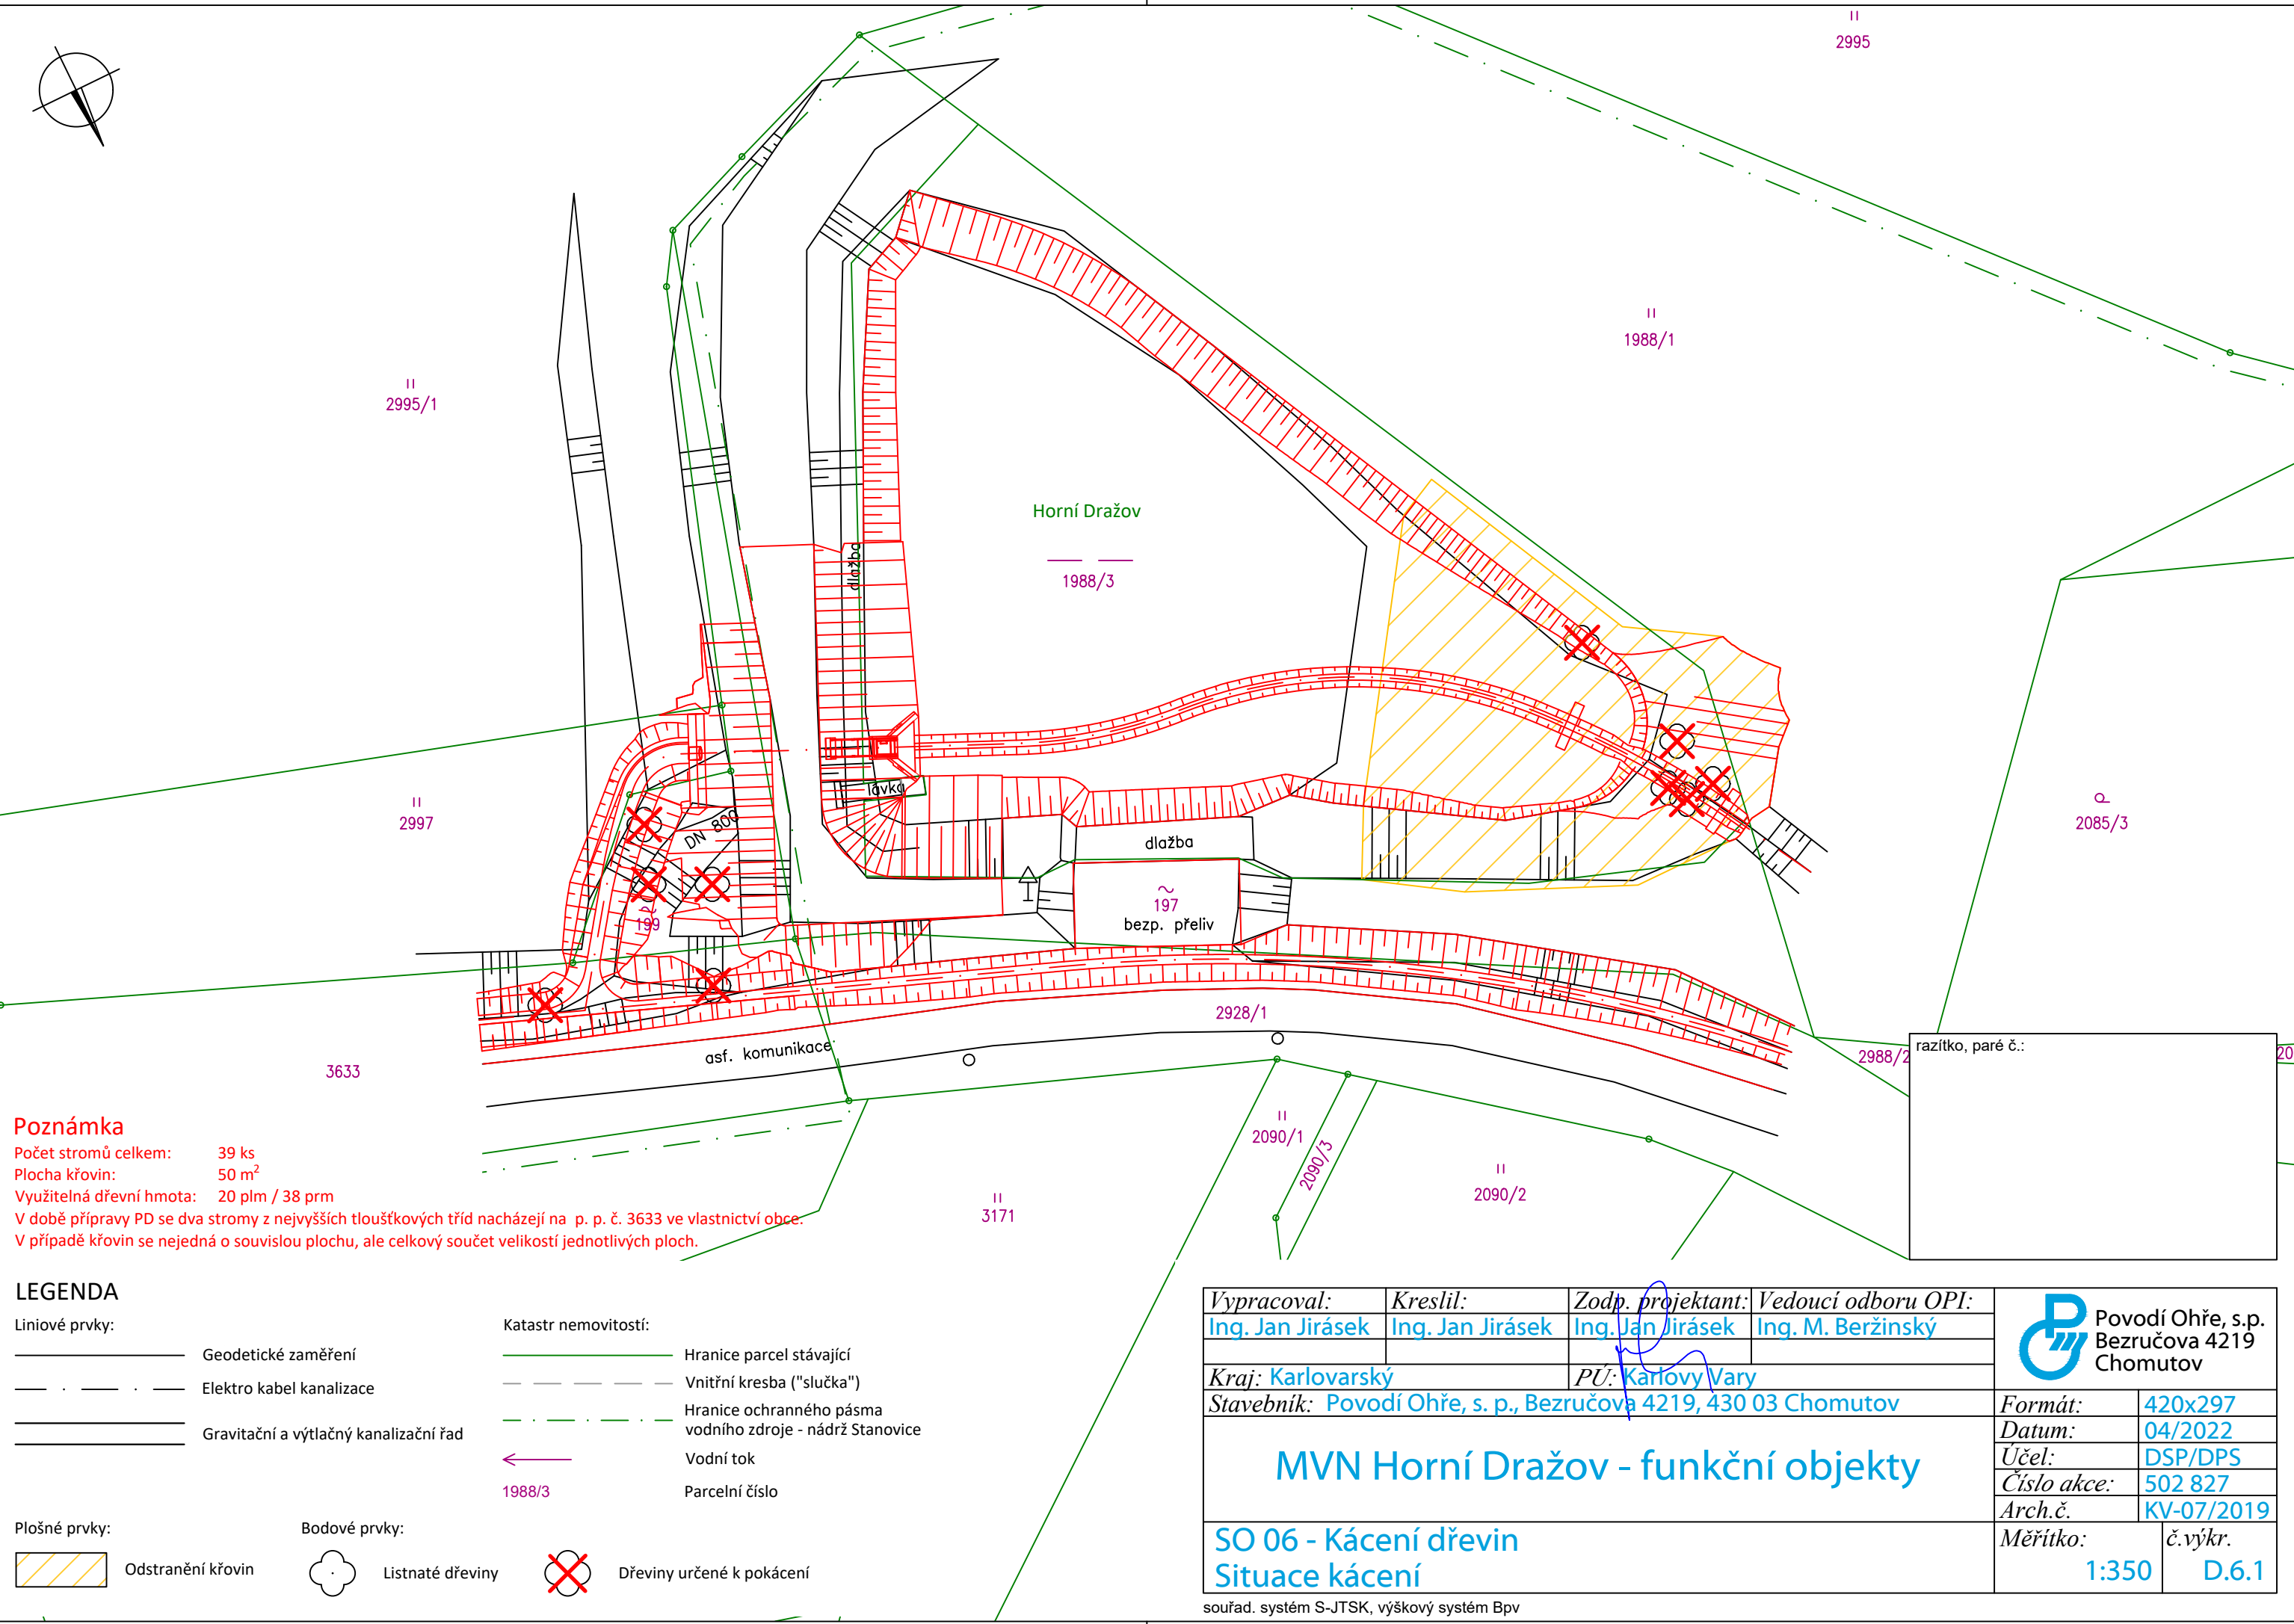 2995
2995/1
1988/1
Horní Dražov
1988/3
dlažba
lávka
2997
DN 800
dlažba
2085/3
199
197
bezp. přeliv
2928/1
asf. komunikace
3633
2988/2
20
2090/1
2090/3
2090/2
3171
razítko, paré č.:
Poznámka
Počet stromů celkem: 39 ks
Plocha křovin: 50 m²
Využitelná dřevní hmota: 20 plm / 38 prm
V době přípravy PD se dva stromy z nejvyšších tloušťkových tříd nacházejí na p. p. č. 3633 ve vlastnictví obce.
V případě křovin se nejedná o souvislou plochu, ale celkový součet velikostí jednotlivých ploch.
LEGENDA
Liniové prvky:
Geodetické zaměření
Elektro kabel kanalizace
Gravitační a výtlačný kanalizační řad
Katastr nemovitostí:
Hranice parcel stávající
Vnitřní kresba ("slučka")
Hranice ochranného pásma
vodního zdroje - nádrž Stanovice
Vodní tok
1988/3 Parcelní číslo
Plošné prvky:
Odstranění křovin
Bodové prvky:
Listnaté dřeviny
Dřeviny určené k pokácení
Vypracoval: Kreslil: Zodp. projektant: Vedoucí odboru OPI:
Ing. Jan Jirásek Ing. Jan Jirásek Ing. Jan Jirásek Ing. M. Beržinský
Kraj: Karlovarský PÚ: Karlovy Vary
Stavebník: Povodí Ohře, s. p., Bezručova 4219, 430 03 Chomutov
Povodí Ohře, s.p.
Bezručova 4219
Chomutov
MVN Horní Dražov - funkční objekty
Formát: 420x297
Datum: 04/2022
Účel: DSP/DPS
Číslo akce: 502 827
Arch.č. KV-07/2019
SO 06 - Kácení dřevin
Situace kácení
Měřítko: 1:350
č.výkr. D.6.1
souřad. systém S-JTSK, výškový systém Bpv